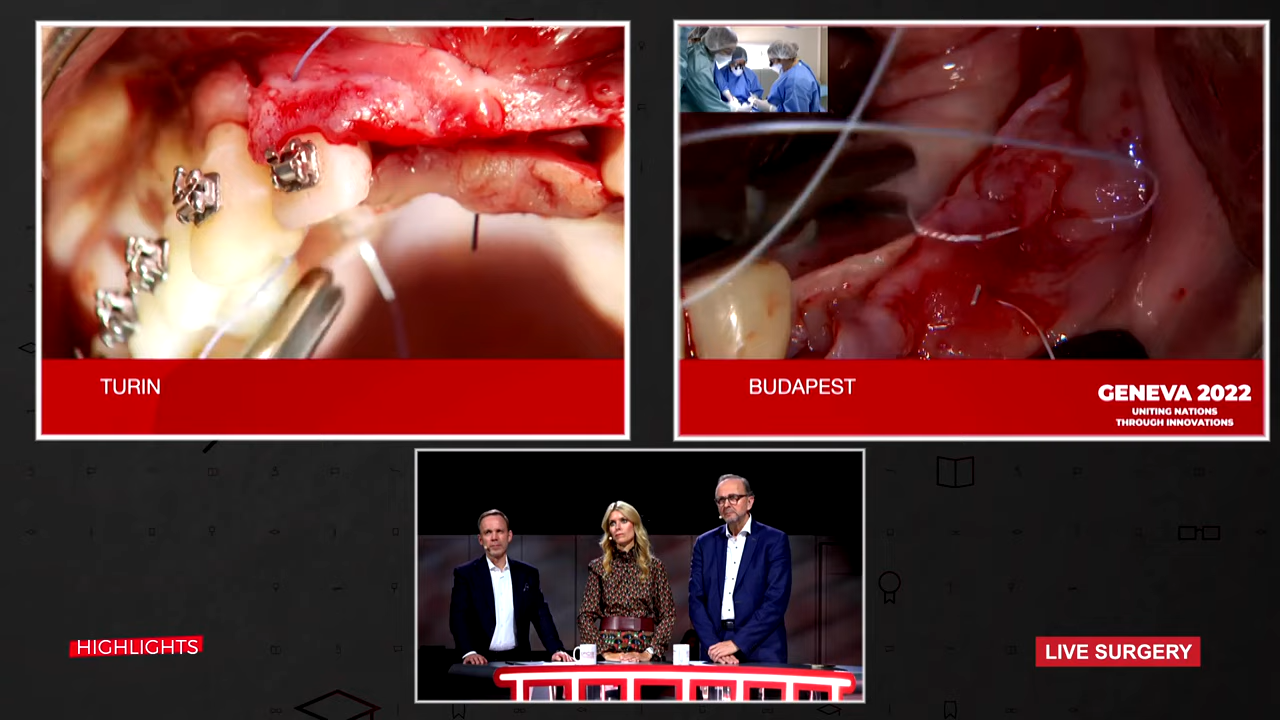 TURIN
BUDAPEST
GENEVA 2022
UNITING NATIONS
THROUGH INNOVATIONS
HIGHLIGHTS
LIVE SURGERY